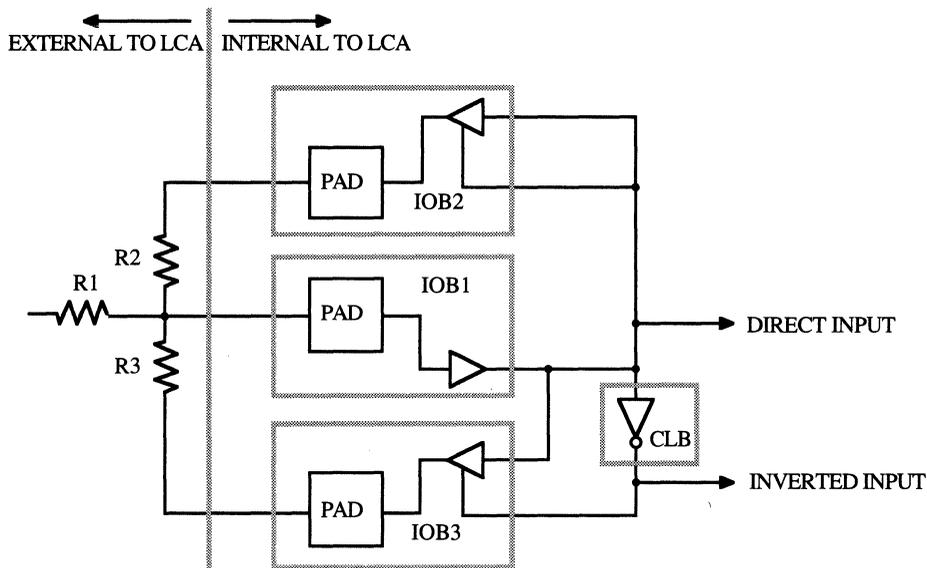 EXTERNAL TO LCA
INTERNAL TO LCA
PAD
IOB2
R2
R1
IOB1
PAD
DIRECT INPUT
R3
CLB
INVERTED INPUT
PAD
IOB3